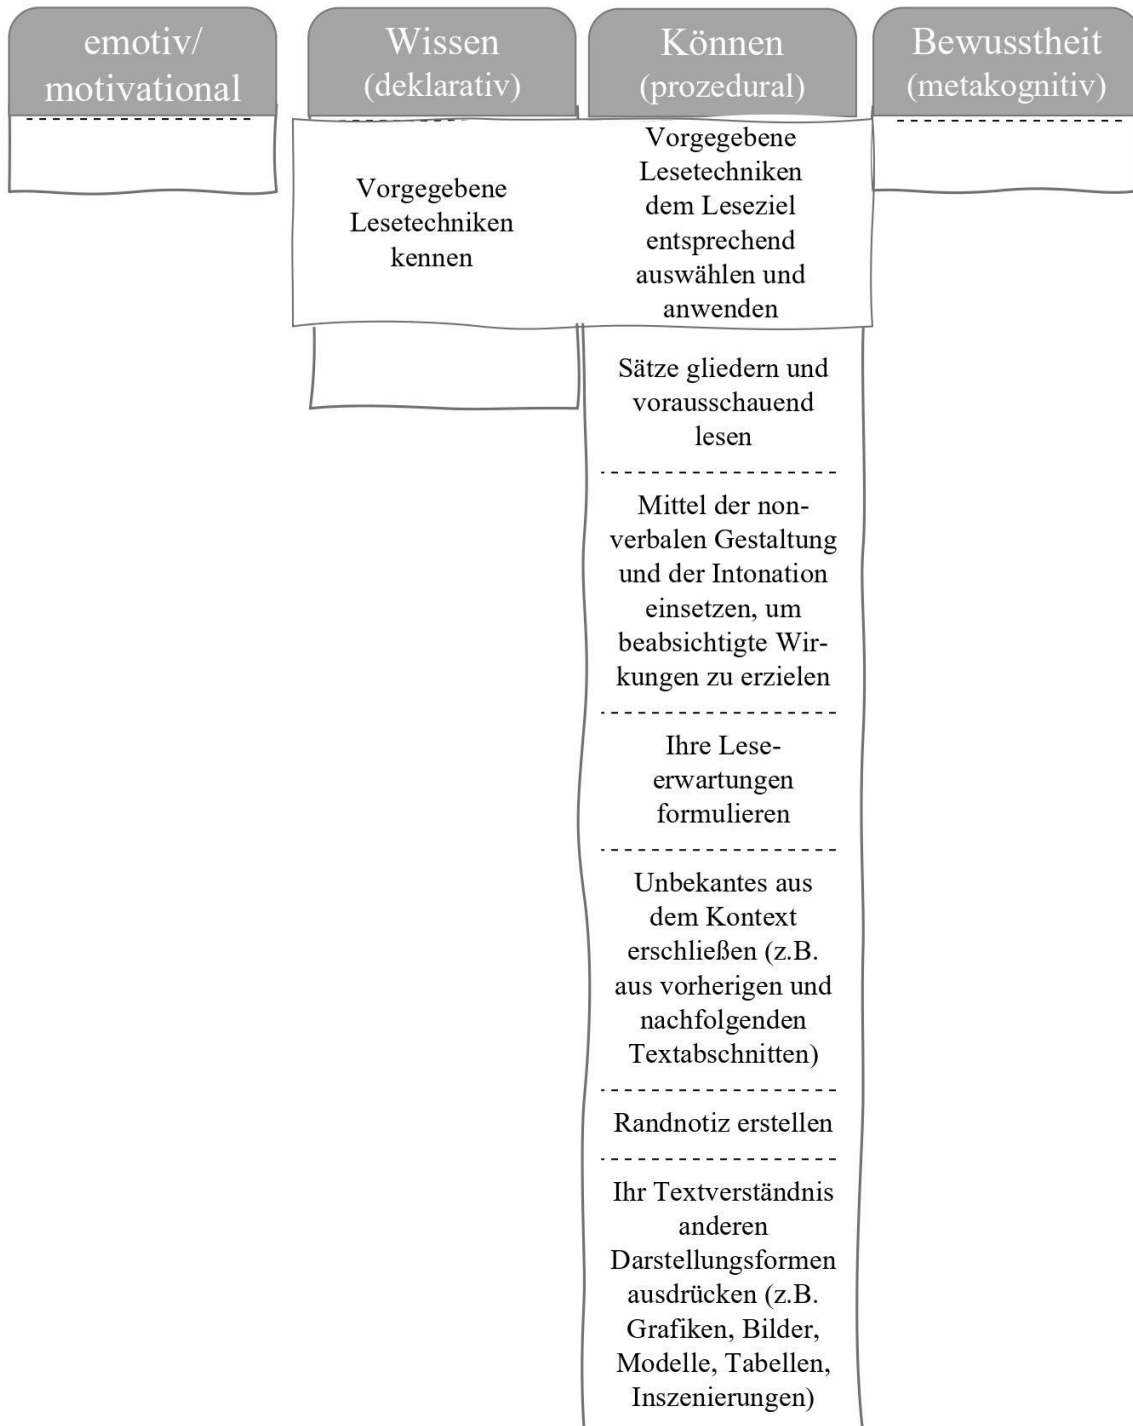 emotiv/
motivational
Wissen
(deklarativ)
Können
(prozedural)
Bewusstheit
(metakognitiv)
Vorgegebene
Lesetechniken
kennen
Vorgegebene
Lesetechniken
dem Leseziel
entsprechend
auswählen und
anwenden
Sätze gliedern und
vorausschauend
lesen
Mittel der non-
verbalen Gestaltung
und der Intonation
einsetzen, um
beabsichtigte Wir-
kungen zu erzielen
Ihre Lese-
erwartungen
formulieren
Unbekantes aus
dem Kontext
erschließen (z.B.
aus vorherigen und
nachfolgenden
Textabschnitten)
Randnotiz erstellen
Ihr Textverständnis
anderen
Darstellungsformen
ausdrücken (z.B.
Grafiken, Bilder,
Modelle, Tabellen,
Inszenierungen)